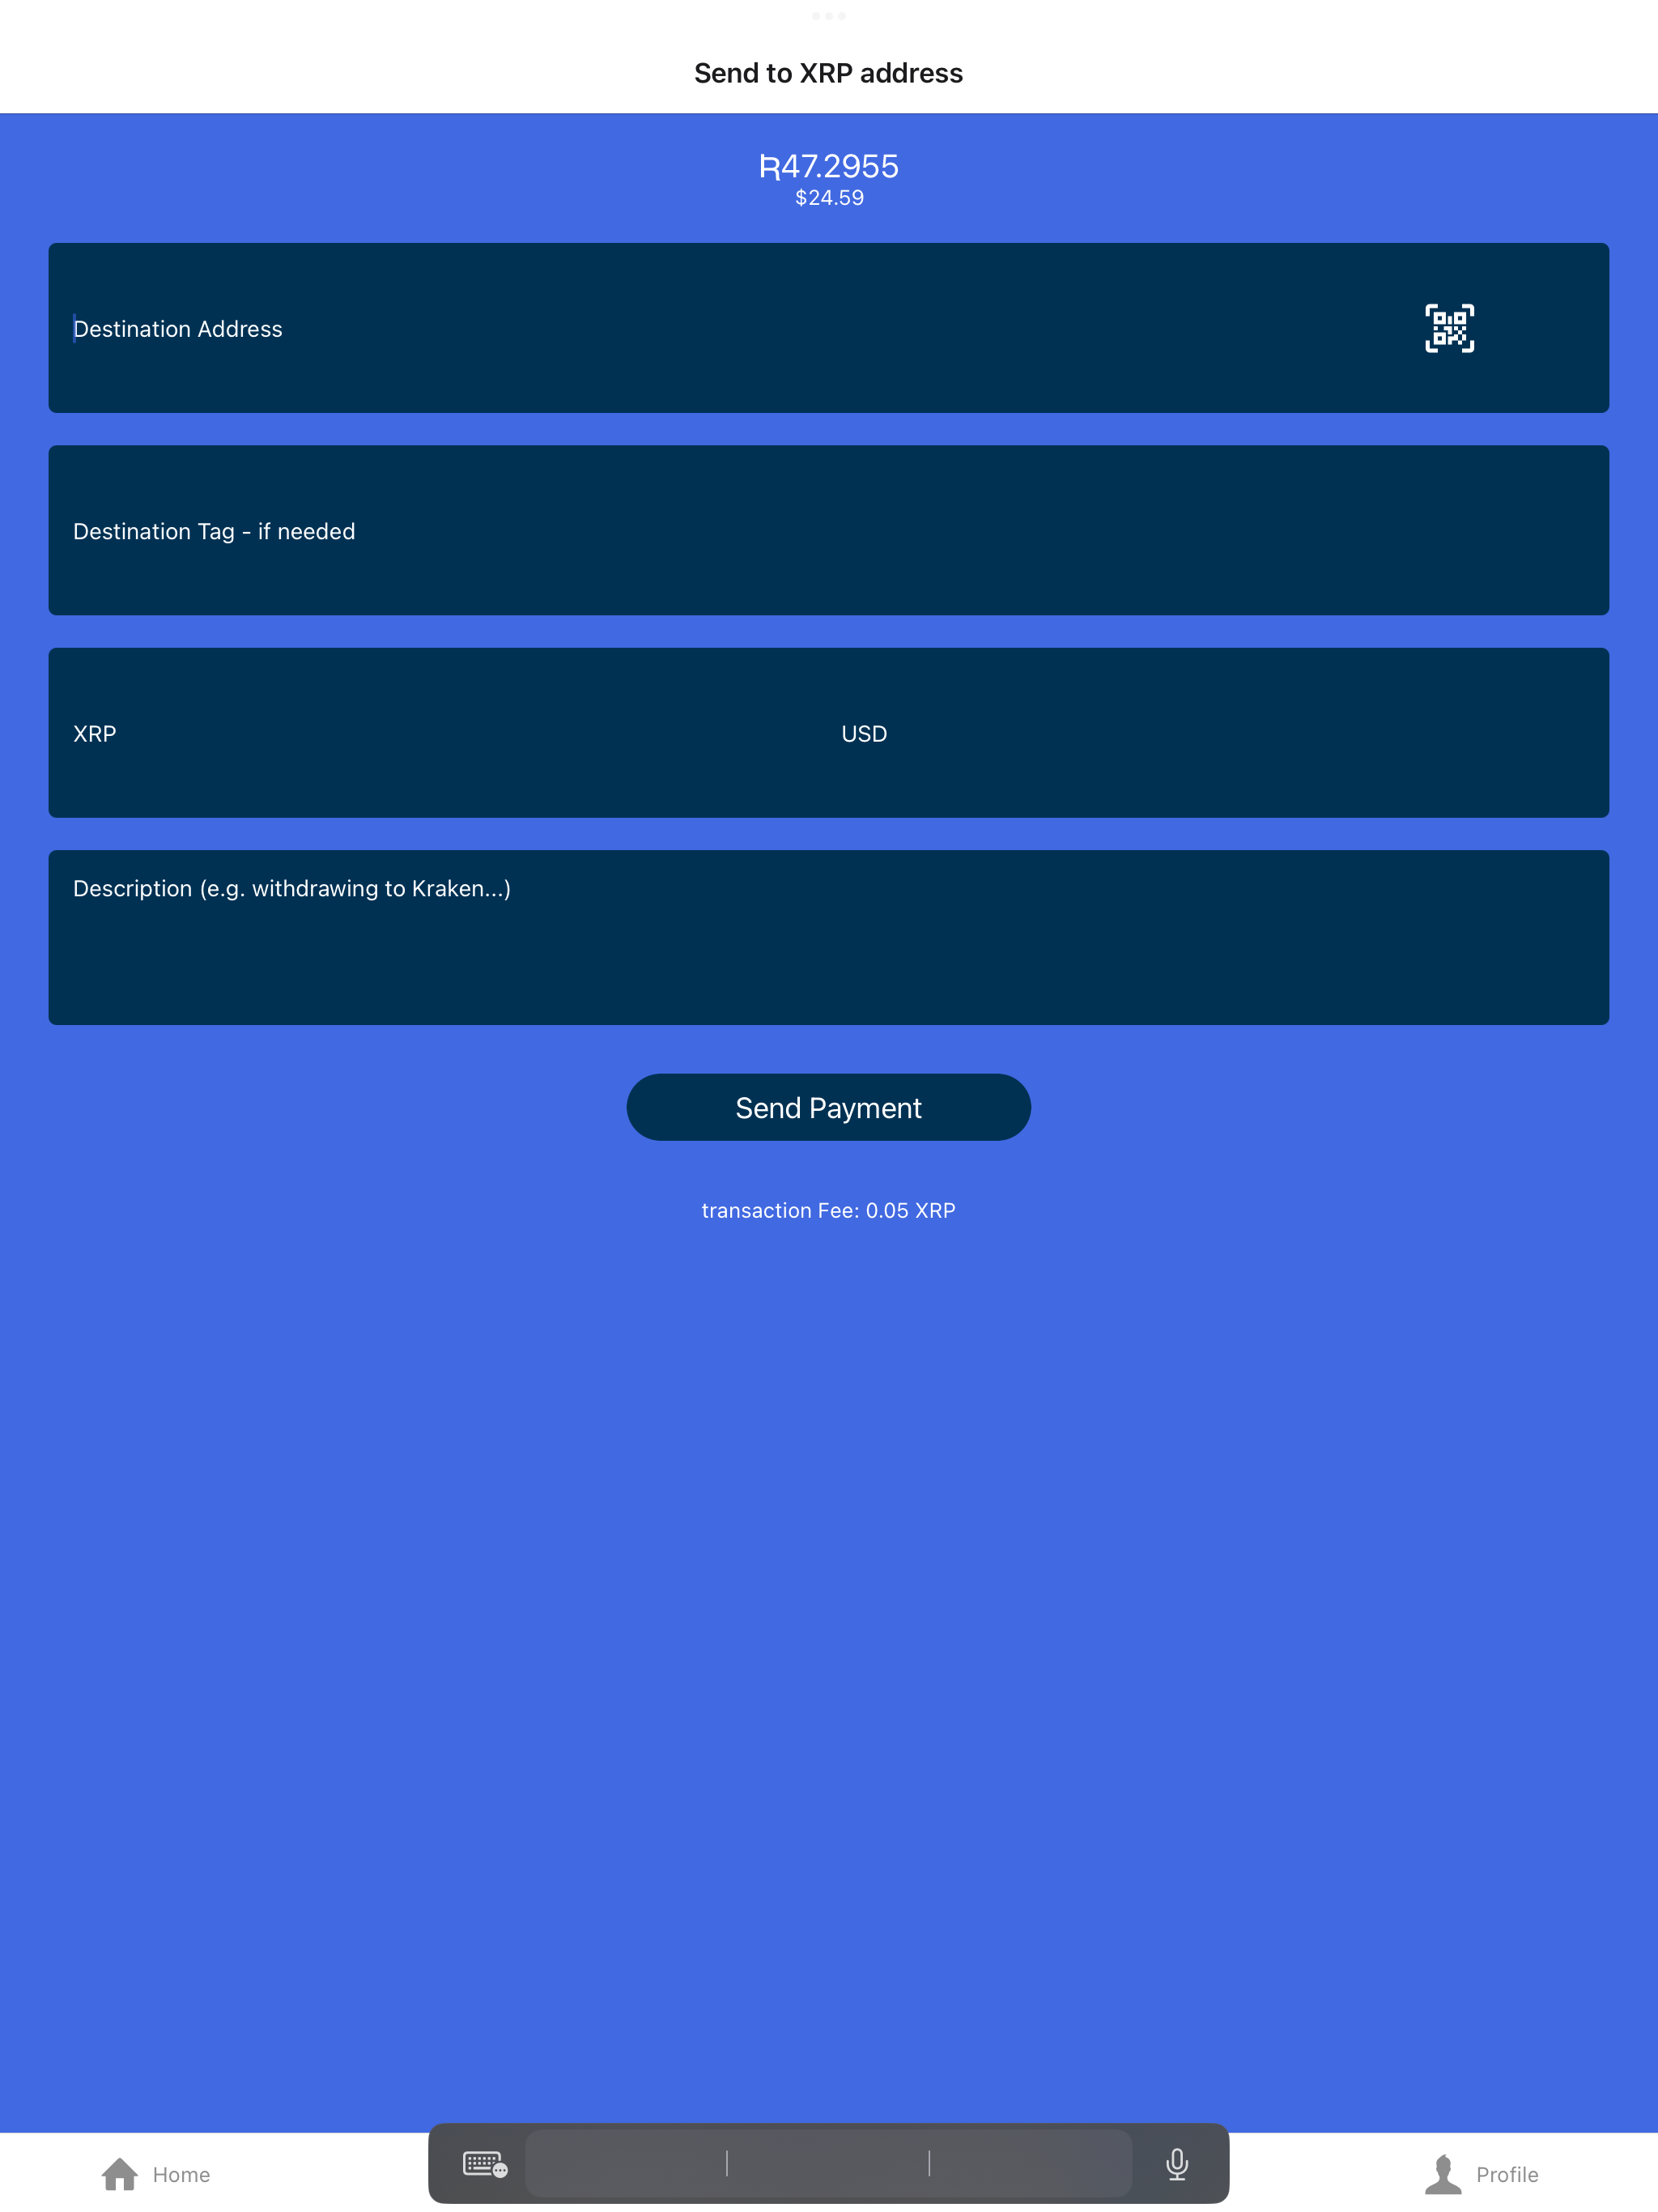 Send to XRP address
Ʀ47.2955
$24.59
Destination Address
Destination Tag - if needed
XRP
USD
Description (e.g. withdrawing to Kraken...)
Send Payment
transaction Fee: 0.05 XRP
Home
Profile